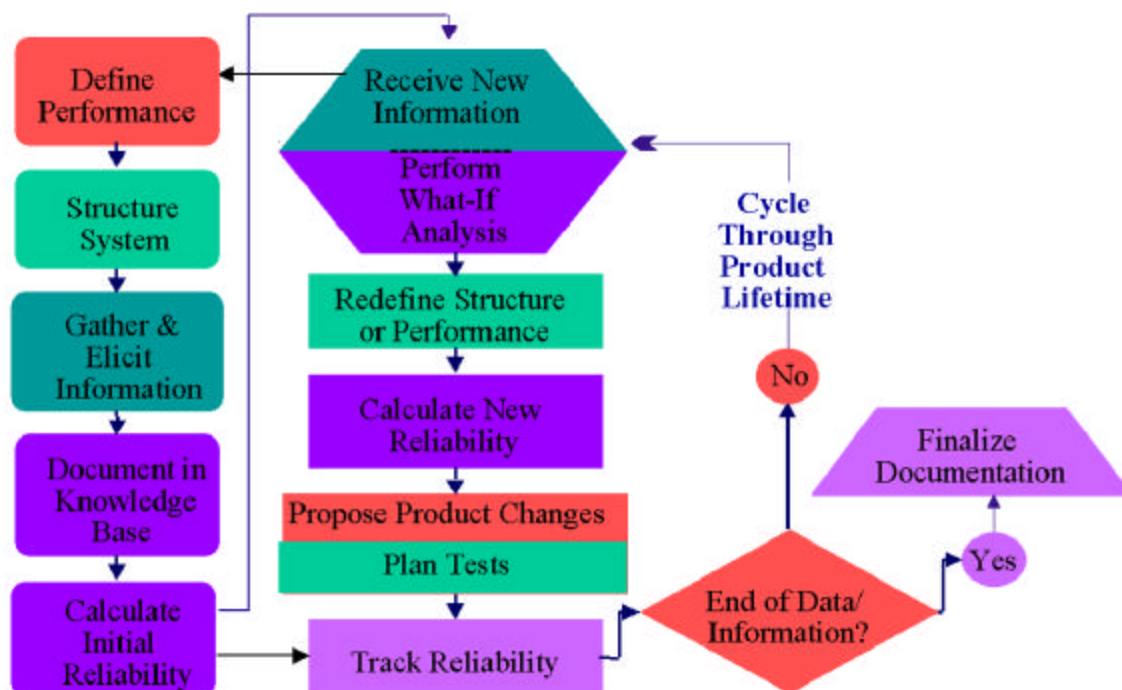 Define
Performance
Structure
System
Gather &
Elicit
Information
Document in
Knowledge
Base
Calculate
Initial
Reliability
Receive New
Information
Perform
What-If
Analysis
Redefine Structure
or Performance
Calculate New
Reliability
Propose Product Changes
Plan Tests
Track Reliability
End of Data/
Information?
No
Cycle
Through
Product
Lifetime
Yes
Finalize
Documentation